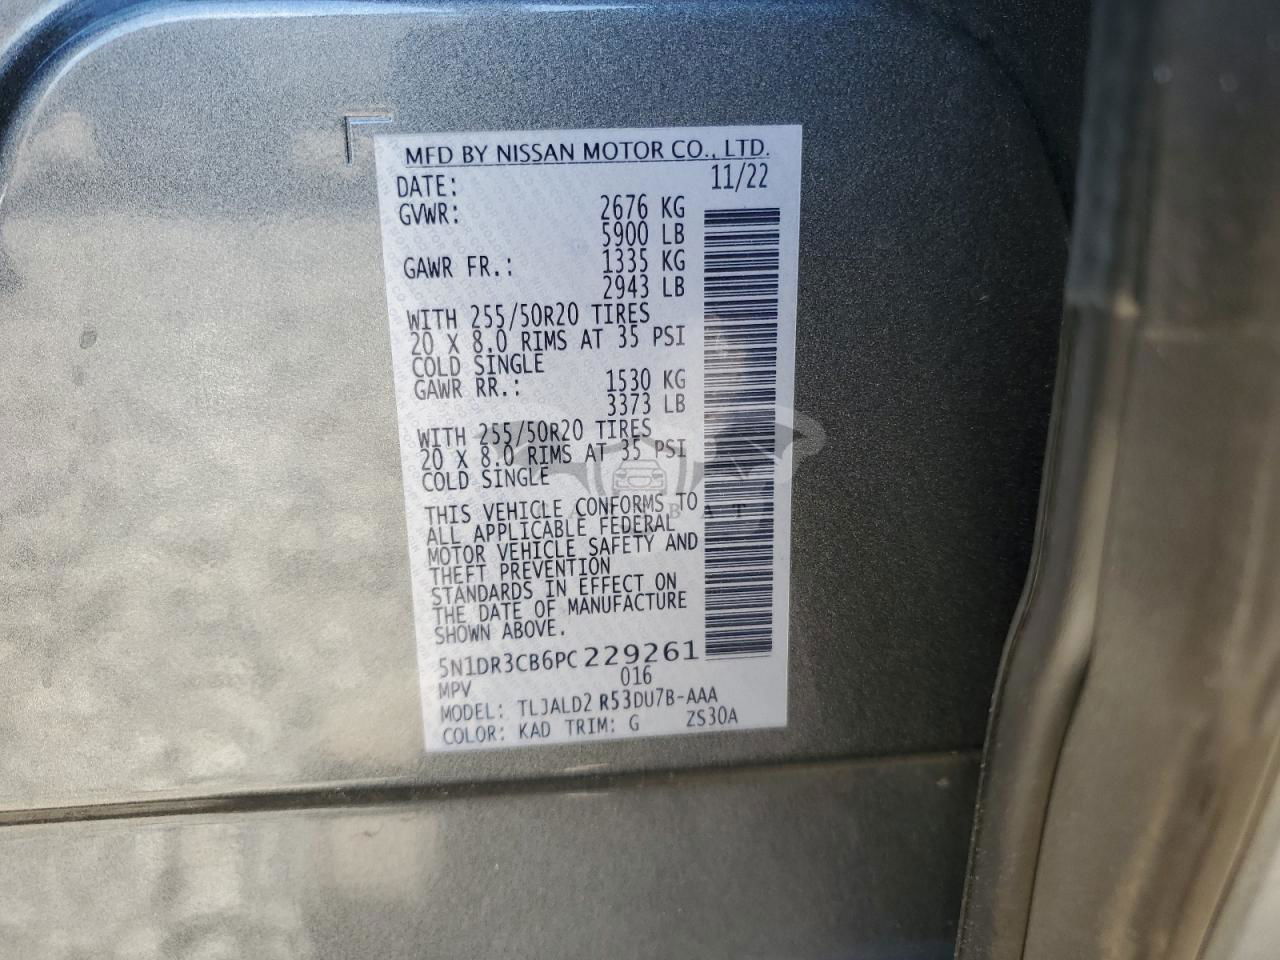 MFD BY NISSAN MOTOR CO., LTD.
DATE: 11/22
GVWR: 2676 KG
5900 LB
GAWR FR.: 1335 KG
2943 LB
WITH 255/50R20 TIRES
20 X 8.0 RIMS AT 35 PSI
COLD SINGLE
GAWR RR.: 1530 KG
3373 LB
WITH 255/50R20 TIRES
20 X 8.0 RIMS AT 35 PSI
COLD SINGLE
THIS VEHICLE CONFORMS TO
ALL APPLICABLE FEDERAL
MOTOR VEHICLE SAFETY AND
THEFT PREVENTION
STANDARDS IN EFFECT ON
THE DATE OF MANUFACTURE
SHOWN ABOVE.
5N1DR3CB6PC229261
MPV 016
MODEL: TLJALD2 R53DU7B-AAA
COLOR: KAD TRIM: G ZS30A